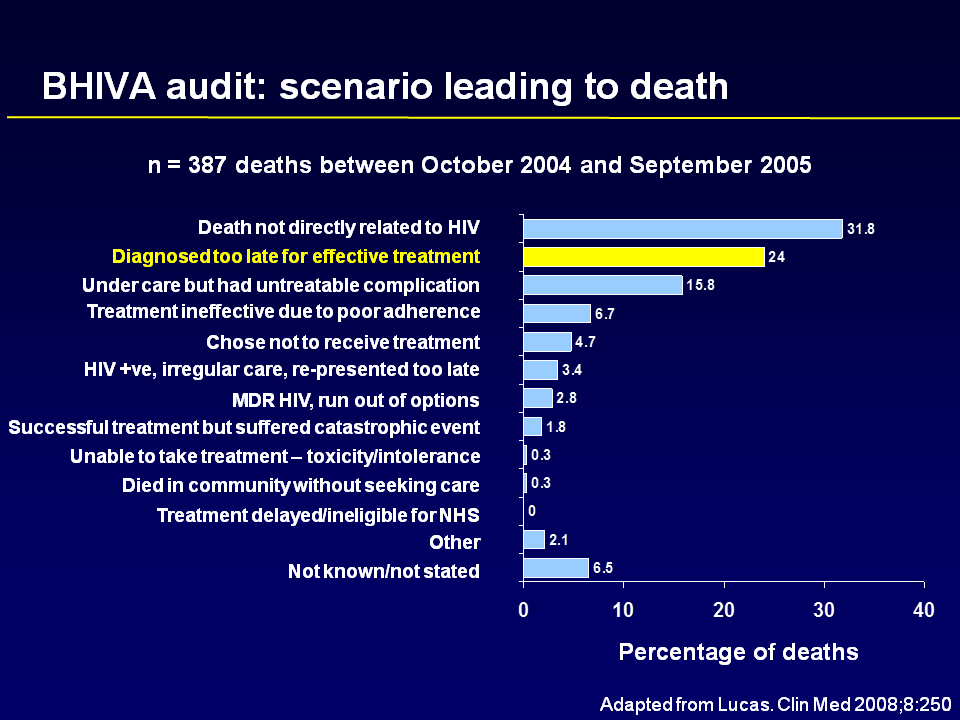 BHIVA audit: scenario leading to death
n = 387 deaths between October 2004 and September 2005
Death not directly related to HIV 31.8
Diagnosed too late for effective treatment 24
Under care but had untreatable complication 15.8
Treatment ineffective due to poor adherence 6.7
Chose not to receive treatment 4.7
HIV +ve, irregular care, re-presented too late 3.4
MDR HIV, run out of options 2.8
Successful treatment but suffered catastrophic event 1.8
Unable to take treatment – toxicity/intolerance 0.3
Died in community without seeking care 0.3
Treatment delayed/ineligible for NHS 0
Other 2.1
Not known/not stated 6.5
0 10 20 30 40
Percentage of deaths
Adapted from Lucas. Clin Med 2008;8:250